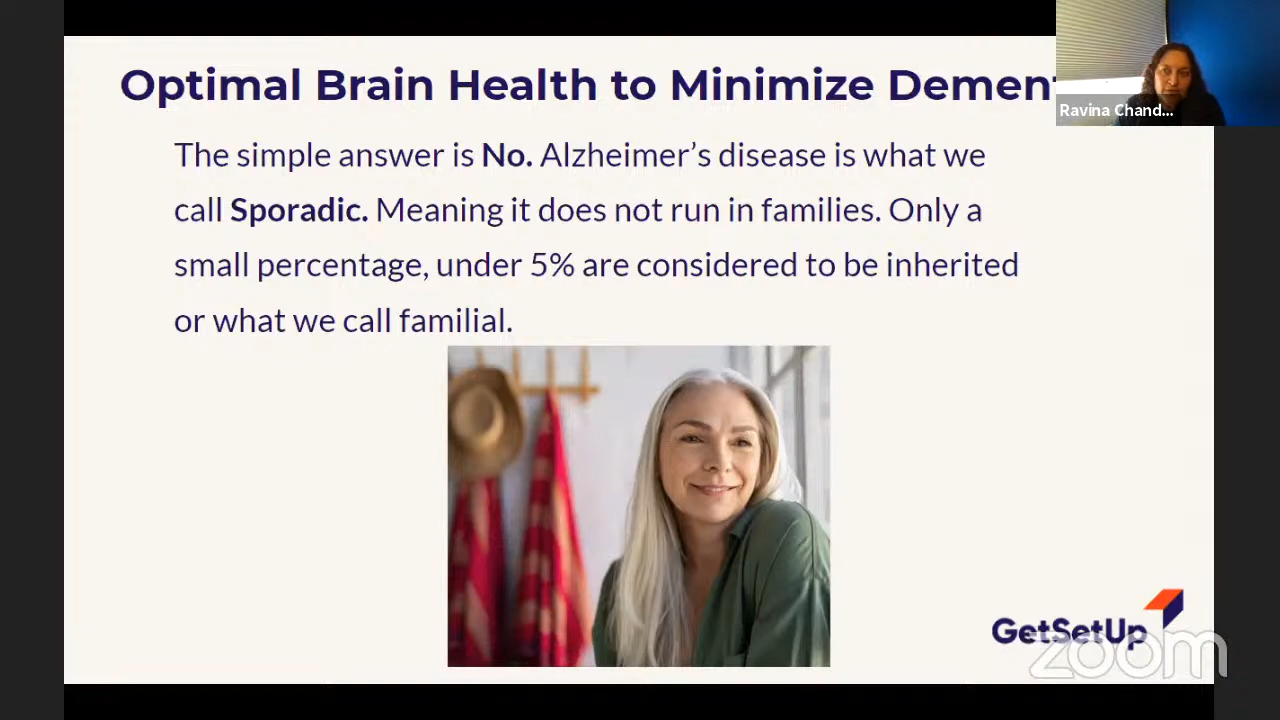 Optimal Brain Health to Minimize Demen
Ravina Chand...
The simple answer is No. Alzheimer’s disease is what we
call Sporadic. Meaning it does not run in families. Only a
small percentage, under 5% are considered to be inherited
or what we call familial.
GetSetUp
zoom